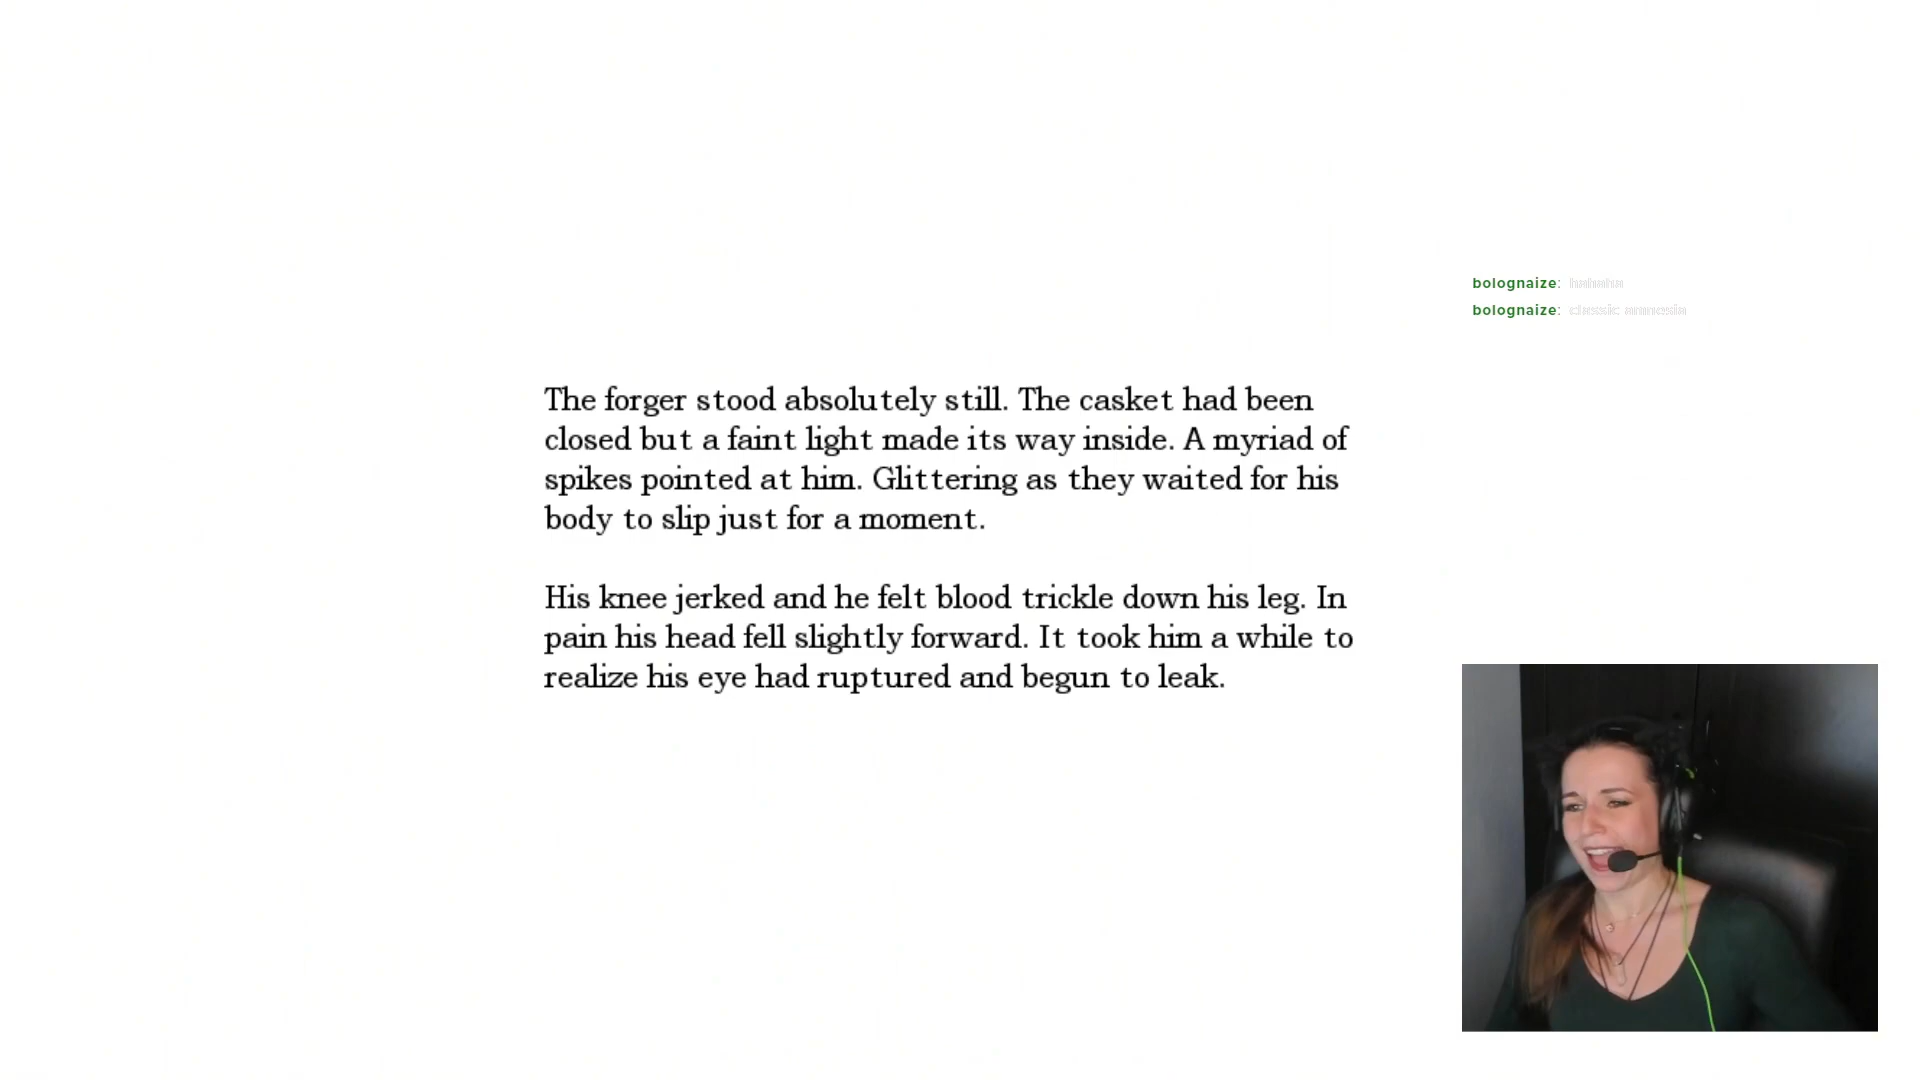 bolognaize: hahaha
bolognaize: classic amnesia
The forger stood absolutely still. The casket had been
closed but a faint light made its way inside. A myriad of
spikes pointed at him. Glittering as they waited for his
body to slip just for a moment.
His knee jerked and he felt blood trickle down his leg. In
pain his head fell slightly forward. It took him a while to
realize his eye had ruptured and begun to leak.